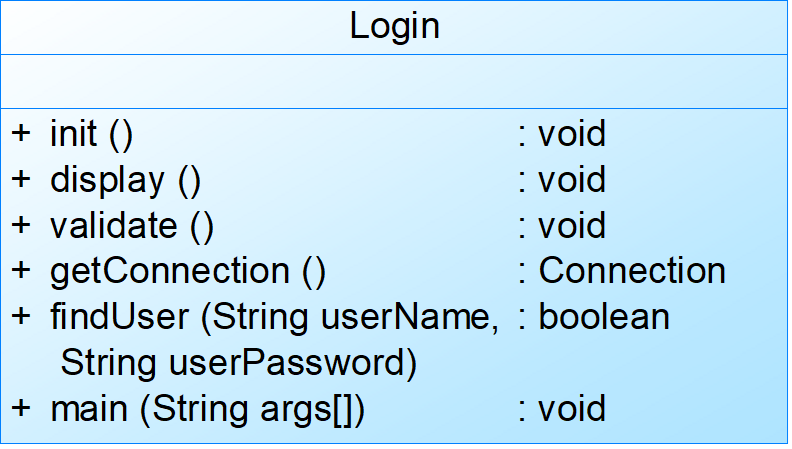 Login
+ init () : void
+ display () : void
+ validate () : void
+ getConnection () : Connection
+ findUser (String userName, : boolean
String userPassword)
+ main (String args[]) : void